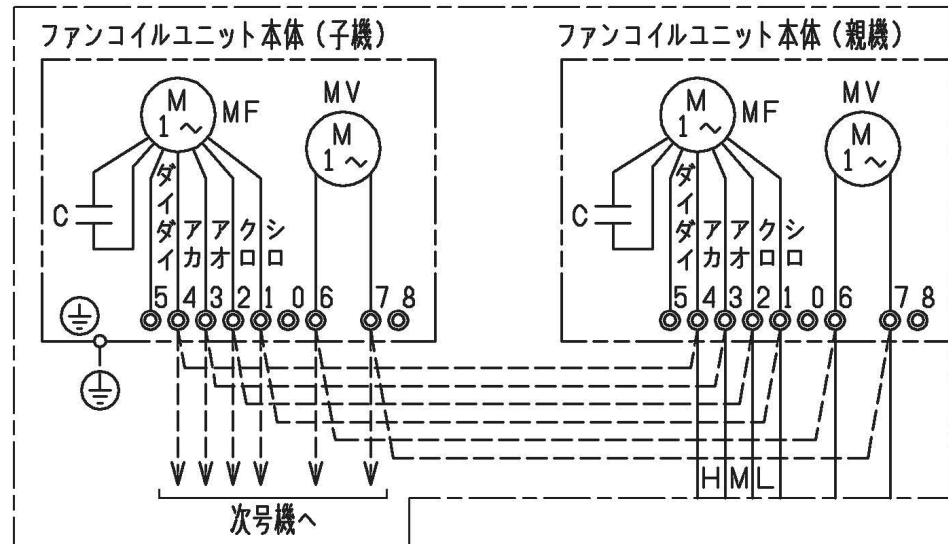 ファンコイルユニット本体（子機）
M
1～
MF
MV
M
1～
C
ダイダイ
アカ
アオ
クロ
シロ
5 4 3 2 1 0 6 7 8
次号機へ
ファンコイルユニット本体（親機）
M
1～
MF
MV
M
1～
C
ダイダイ
アカ
アオ
クロ
シロ
5 4 3 2 1 0 6 7 8
H M L